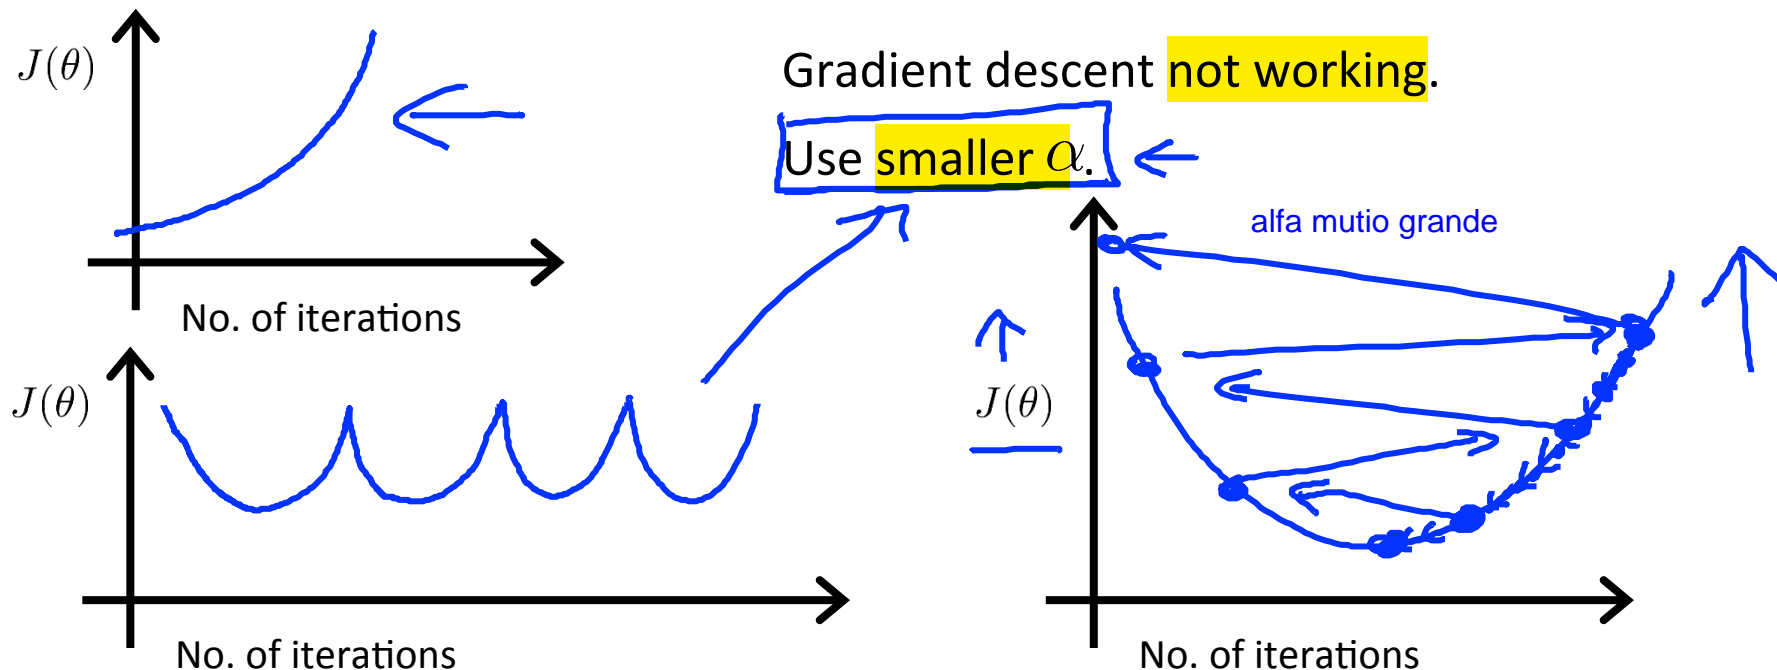 J(θ)
No. of iterations
Gradient descent not working.
Use smaller α.
alfa mutio grande
J(θ)
No. of iterations
J(θ)
No. of iterations